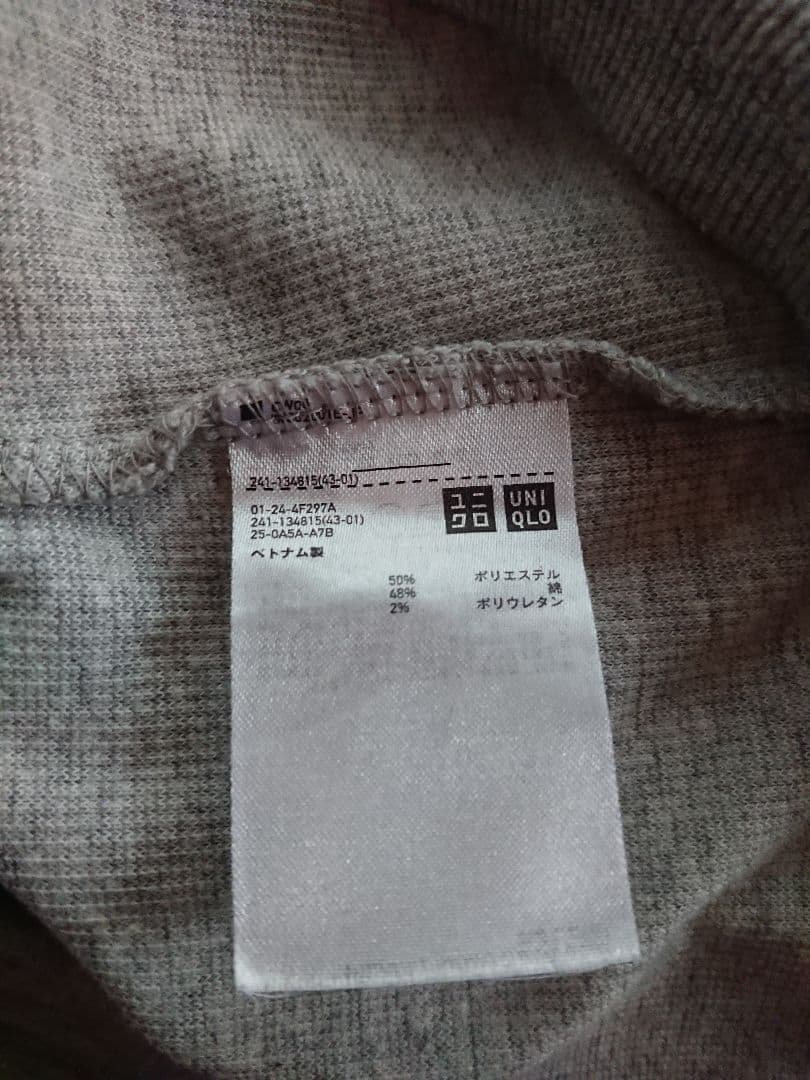 241-134815(43-01)
01-24-4F297A
241-134815(43-01)
25-0A5A-A7B
ユニ
クロ
UNI
QLO
ベトナム製
50% ポリエステル
48% 綿
2% ポリウレタン